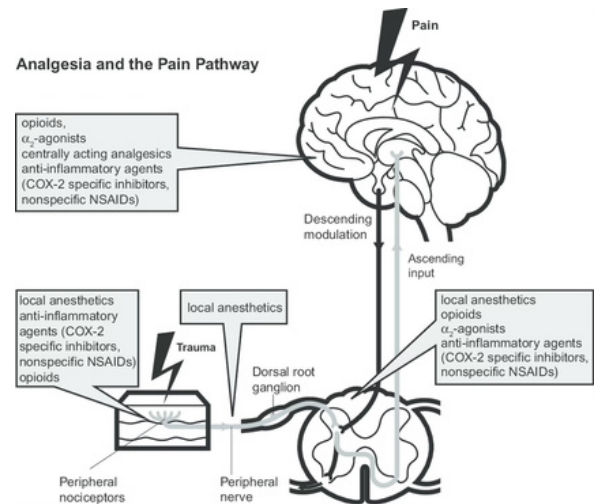 Pain
Analgesia and the Pain Pathway
opioids,
α₂-agonists
centrally acting analgesics
anti-inflammatory agents
(COX-2 specific inhibitors,
nonspecific NSAIDs)
Descending
modulation
Ascending
input
local anesthetics
anti-inflammatory
agents (COX-2
specific inhibitors,
nonspecific NSAIDs)
opioids
Trauma
local anesthetics
Dorsal root
ganglion
local anesthetics
opioids
α₂-agonists
anti-inflammatory agents
(COX-2 specific inhibitors,
nonspecific NSAIDs)
Peripheral
nociceptors
Peripheral
nerve